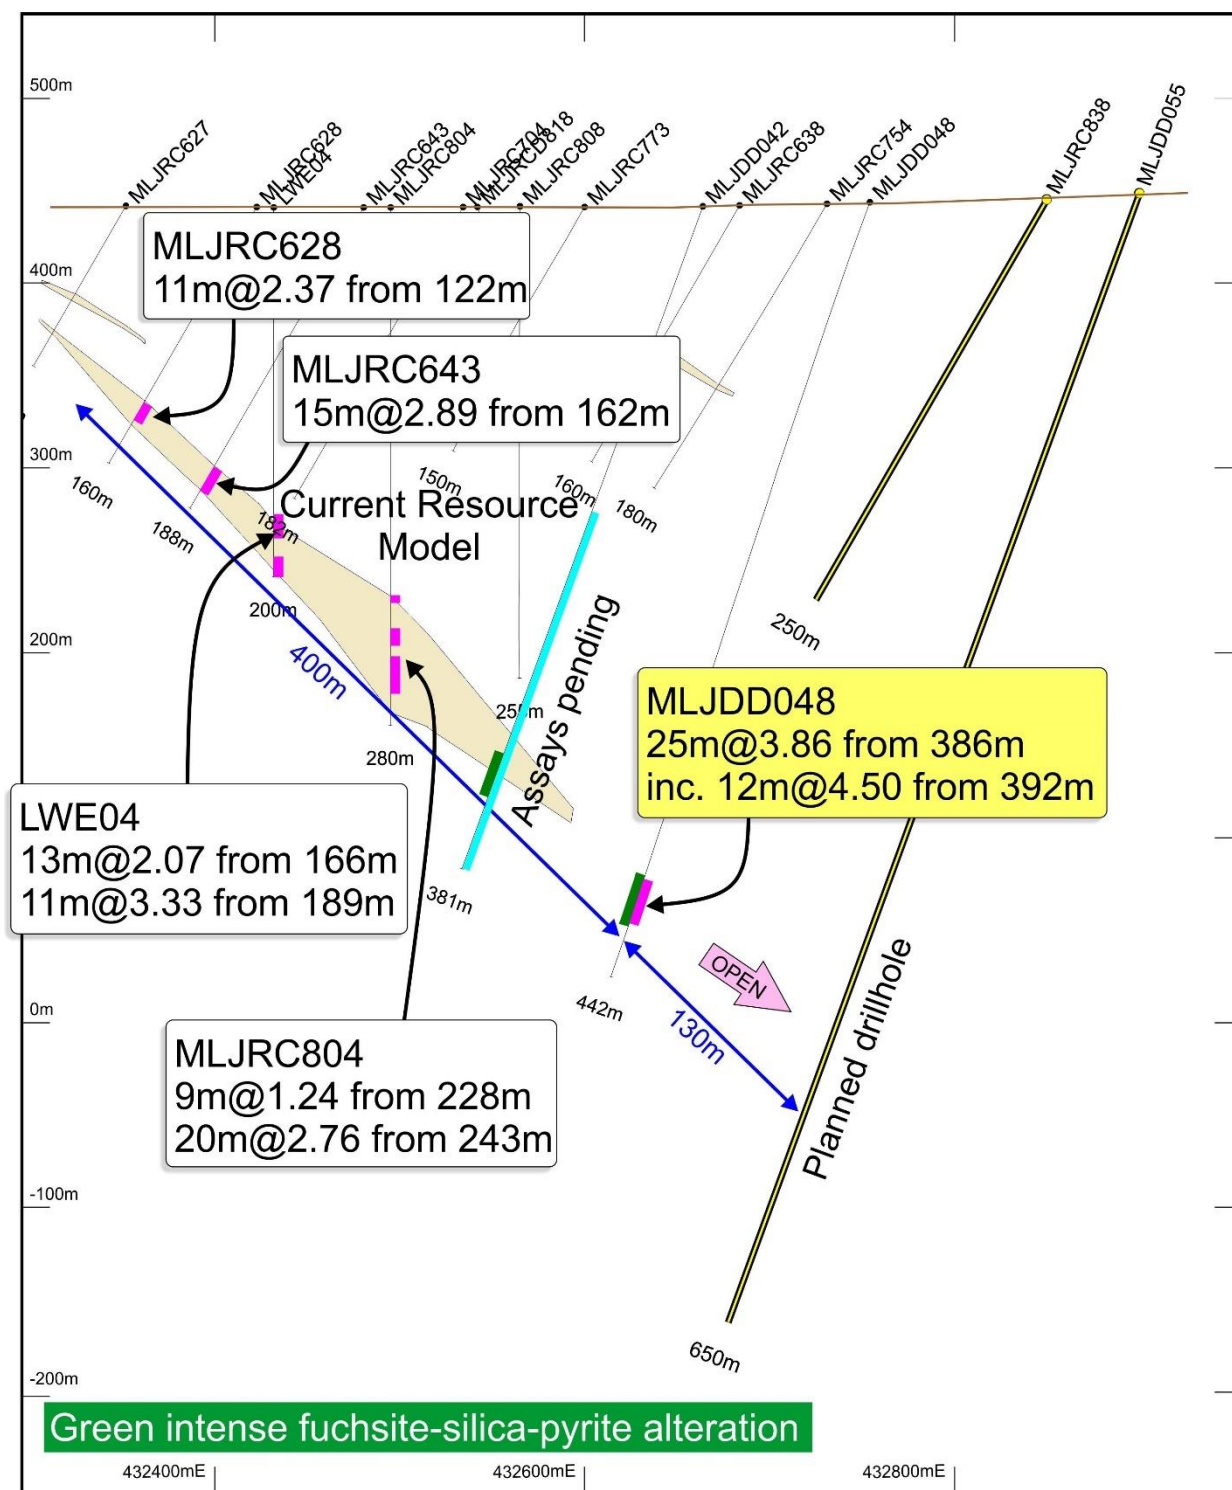 500m
MLJRC627
MLJRC628
LWE04
MLJRC643
MLJRC804
MLJRC704
MLJRCD818
MLJRC808
MLJRC773
MLJDD042
MLJRC638
MLJRC754
MLJDD048
MLJRC838
MLJDD055
MLJRC628
11m@2.37 from 122m
400m
MLJRC643
15m@2.89 from 162m
300m
160m
188m
182m
150m
160m
180m
Current Resource
Model
200m
250m
200m
400m
Assays pending
255m
280m
MLJDD048
25m@3.86 from 386m
inc. 12m@4.50 from 392m
LWE04
13m@2.07 from 166m
11m@3.33 from 189m
381m
OPEN
442m
0m
130m
Planned drillhole
MLJRC804
9m@1.24 from 228m
20m@2.76 from 243m
-100m
650m
-200m
Green intense fuchsite-silica-pyrite alteration
432400mE
432600mE
432800mE